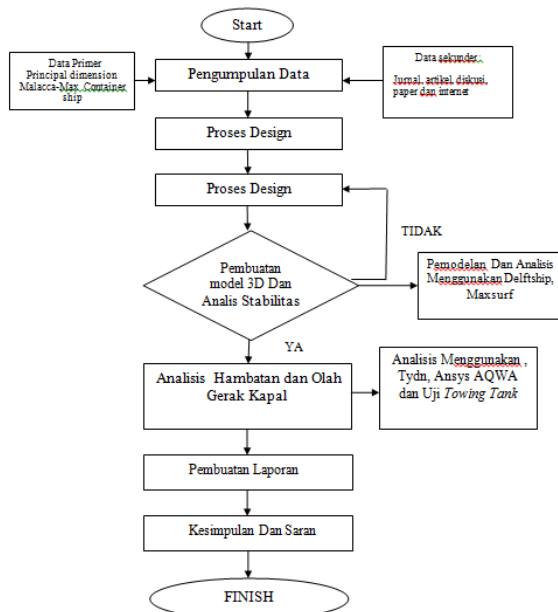 Start
Data Primer
Principal dimension
Malacca-Max Container
ship
Pengumpulan Data
Data sekunder:
Jurnal, artikel, diskusi,
paper dan internet
Proses Design
Proses Design
TIDAK
Pembuatan
model 3D Dan
Analis Stabilitas
Pemodelan Dan Analisis
Menggunakan Delftship,
Maxsurf
YA
Analisis Hambatan dan Olah
Gerak Kapal
Analisis Menggunakan ,
Tydn, Ansys AQWA
dan Uji Towing Tank
Pembuatan Laporan
Kesimpulan Dan Saran
FINISH